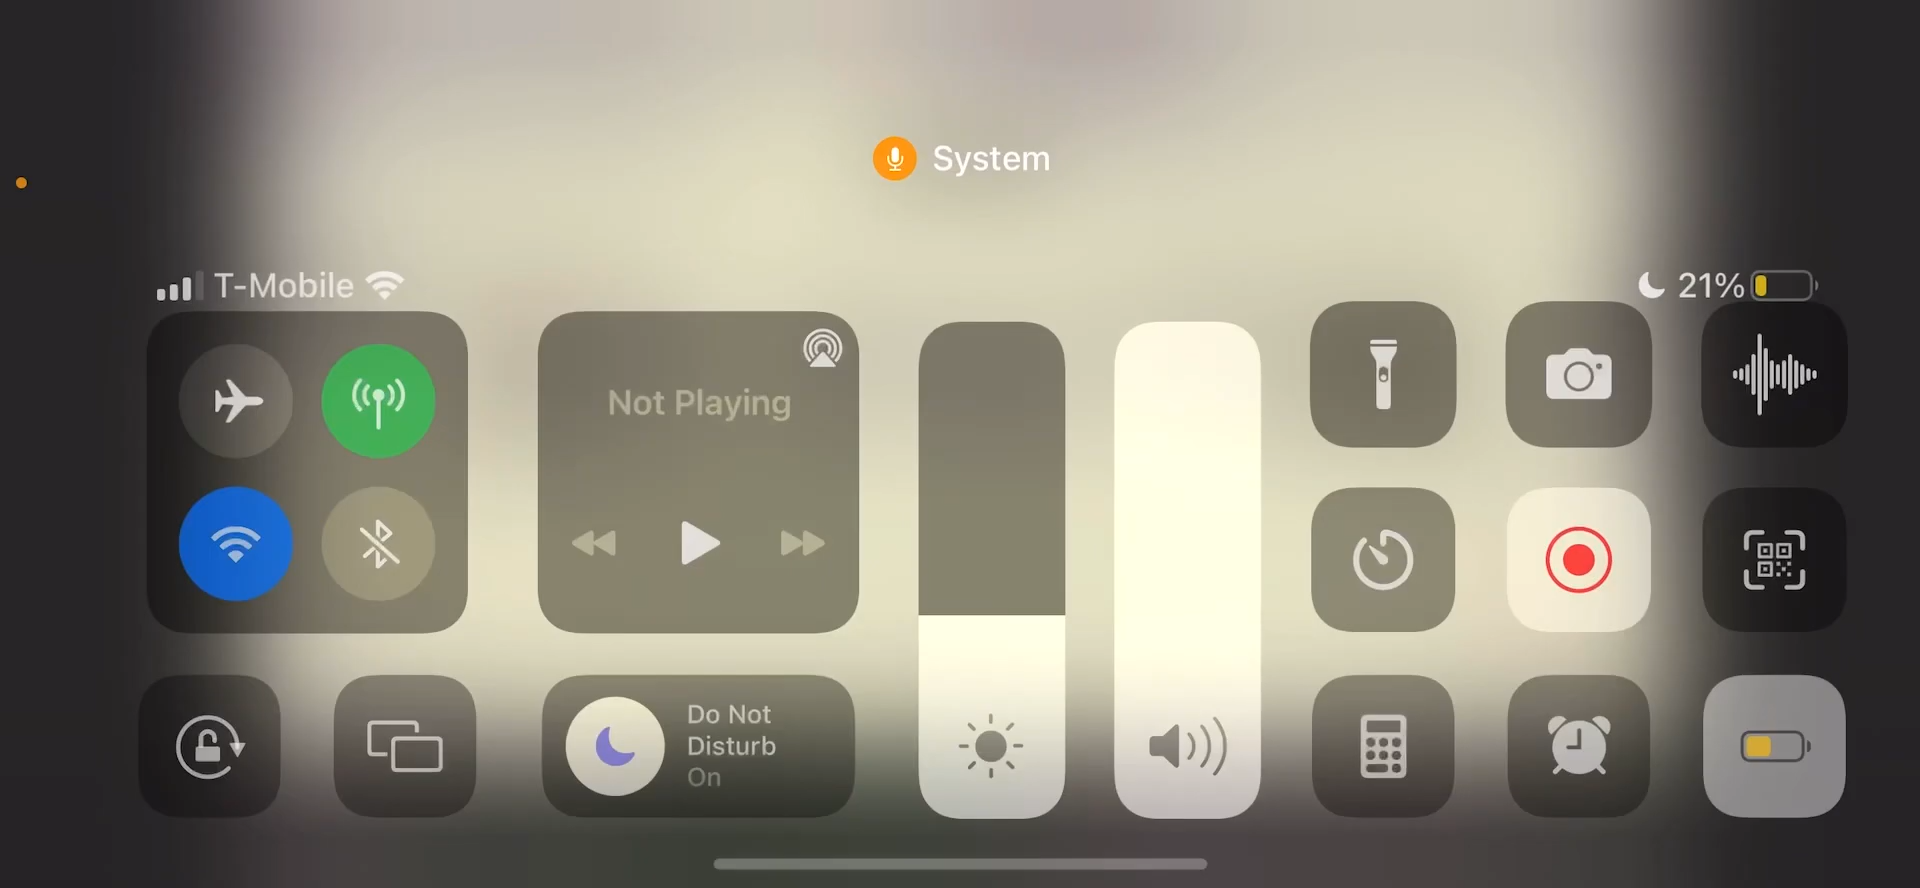 System
T-Mobile
21%
Not Playing
Do Not
Disturb
On